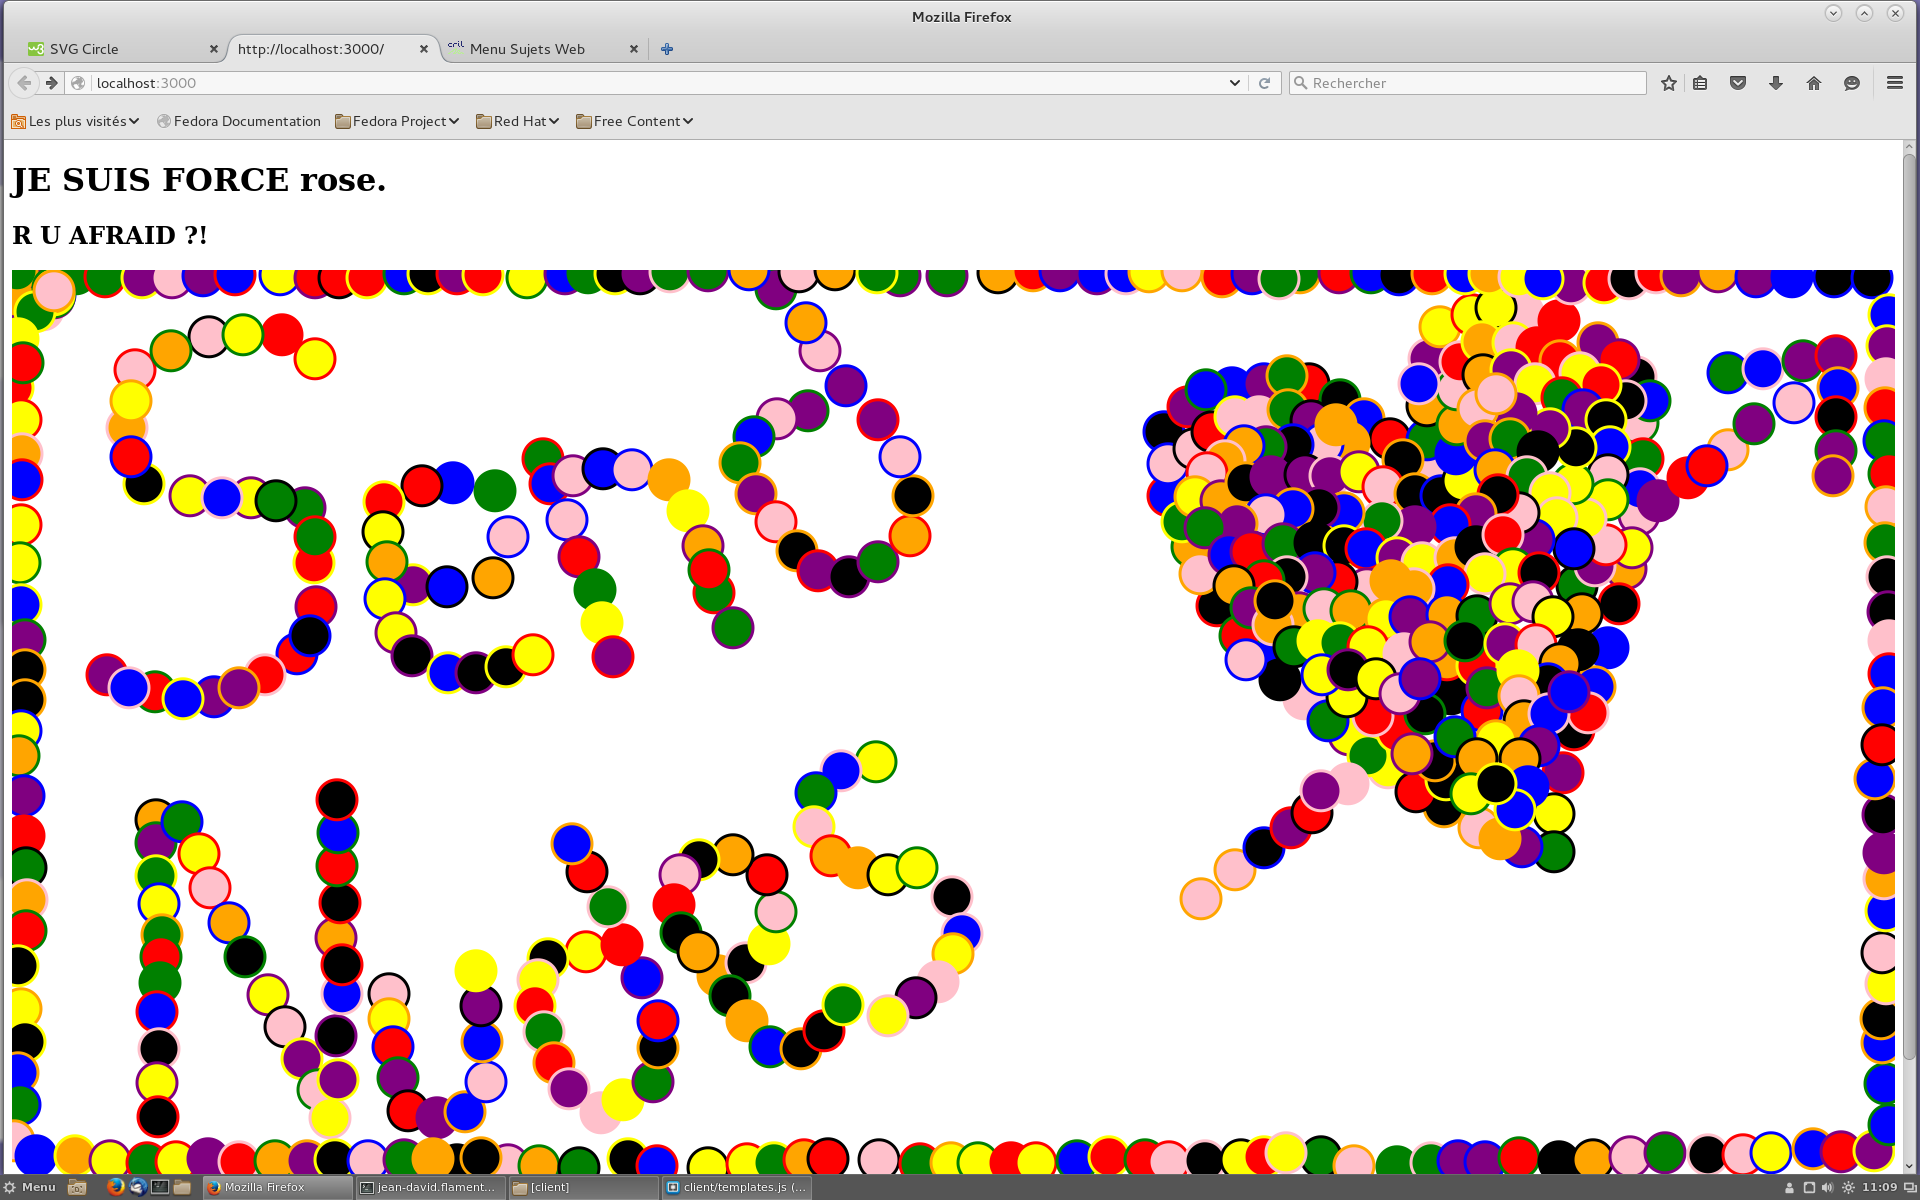 Mozilla Firefox
SVG Circle
http://localhost:3000/
Menu Sujets Web
localhost:3000
Rechercher
Les plus visités
Fedora Documentation
Fedora Project
Red Hat
Free Content
JE SUIS FORCE rose.
R U AFRAID ?!
Send
Nudes
Menu
Mozilla Firefox
jean-david.flament...
[client]
client/templates.js (...
11:09